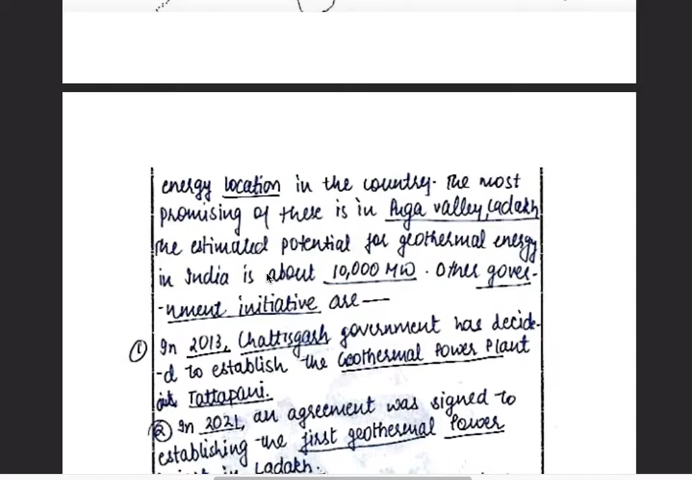 energy location in the country. The most
promising of these is in Puga valley, Ladakh
The estimated potential for geothermal energy
in India is about 10,000 MW. Other gover-
-nment initiative are —
① In 2013, Chattisgarh government has decid-
-d to establish the Geothermal Power Plant
at Tattapani.
② In 2021, an agreement was signed to
establishing the first geothermal Power
in Ladakh.